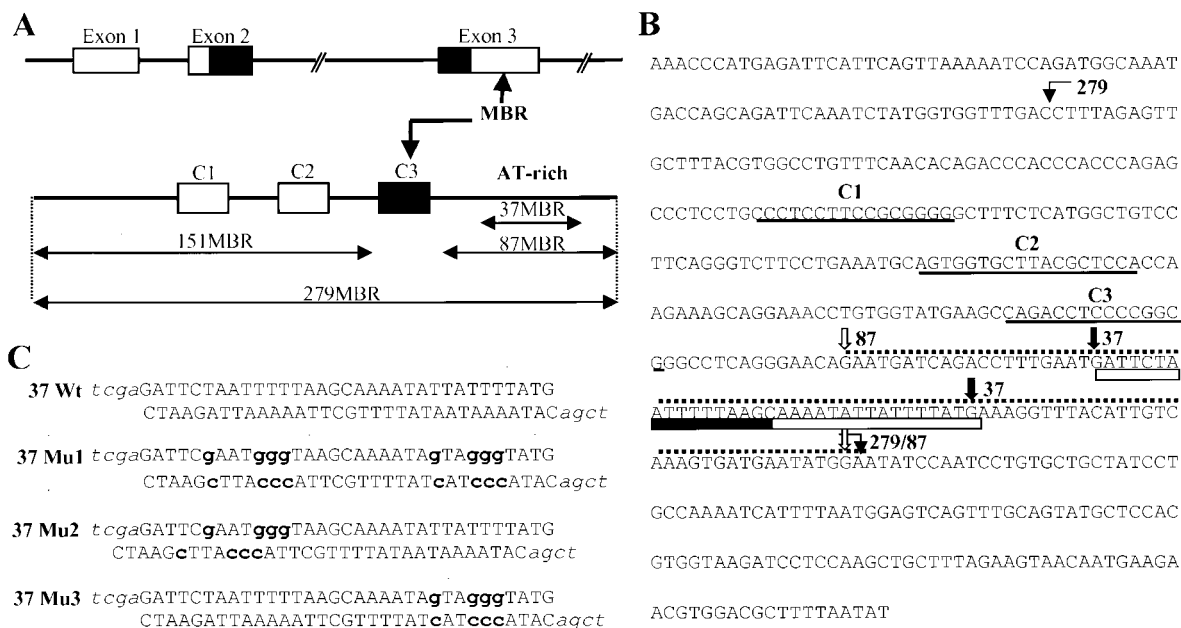 A
Exon 1
Exon 2
Exon 3
MBR
C1
C2
C3
AT-rich
37MBR
151MBR
87MBR
279MBR
B
AAACCCATGAGATTCATTCAGTTAAAAATCCAGATGGCAAAT
279
GACCAGCAGATTCAAATCTATGGTGGTTTGACCTTTAGAGTT
GCTTTACGTGGCCTGTTTCAACACAGACCCACCCACCCAGAG
C1
CCCTCCTGCCCTCCTTCCGCGGGGGCTTTCTCATGGCTGTCC
C2
TTCAGGGTCTTCCTGAAATGCAGTGGTGCTTACGCTCCACCA
C3
AGAAAGCAGGAAACCTGTGGTATGAAGCCAGACCTCCCCGGC
87
37
GGGCCTCAGGGAACAGAATGATCAGACCTTTGAATGATTCTA
37
ATTTTTAAGCAAAATATTATTTTATGAAAGGTTTACATTGTC
279/87
AAAGTGATGAATATGGAATATCCAATCCTGTGCTGCTATCCT
GCCAAAATCATTTTAATGGAGTCAGTTTGCAGTATGCTCCAC
GTGGTAAGATCCTCCAAGCTGCTTTAGAAGTAACAATGAAGA
ACGTGGACGCTTTTAATAT
C
37 Wt tcgaGATTCTAATTTTTAAGCAAAATATTATTTTATG
CTAAGATTAAAAATTCGTTTTATAATAAAATACagct
37 Mu1 tcgaGATTCgAATgggTAAGCAAAATAgTAgggTATG
CTAAGcTTAcccATTCGTTTTATcATcccATACagct
37 Mu2 tcgaGATTCgAATgggTAAGCAAAATATTATTTTATG
CTAAGcTTAcccATTCGTTTTATAATAAAATACagct
37 Mu3 tcgaGATTCTAATTTTTAAGCAAAATAgTAgggTATG
CTAAGATTAAAAATTCGTTTTATcATcccATACagct